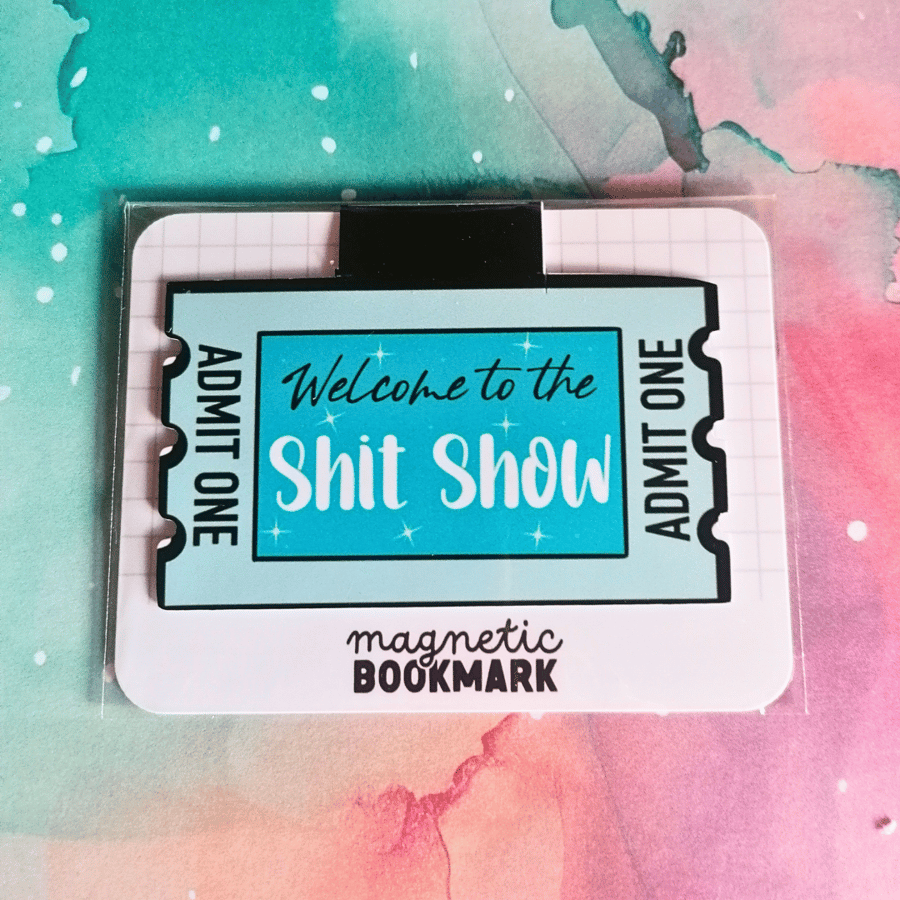 Welcome to the
Shit Show
ADMIT ONE
ADMIT ONE
magnetic
BOOKMARK